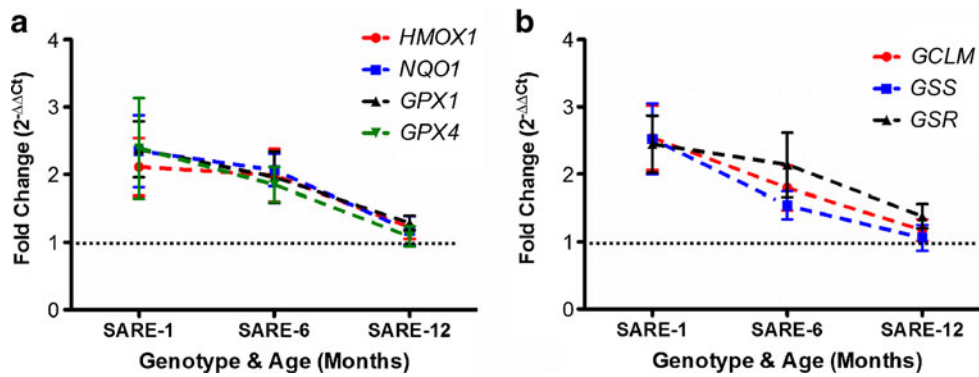 a
HMOX1
NQO1
GPX1
GPX4
Fold Change (2-ΔΔCt)
4
3
2
1
0
SARE-1 SARE-6 SARE-12
Genotype & Age (Months)
b
GCLM
GSS
GSR
Fold Change (2-ΔΔCt)
4
3
2
1
0
SARE-1 SARE-6 SARE-12
Genotype & Age (Months)